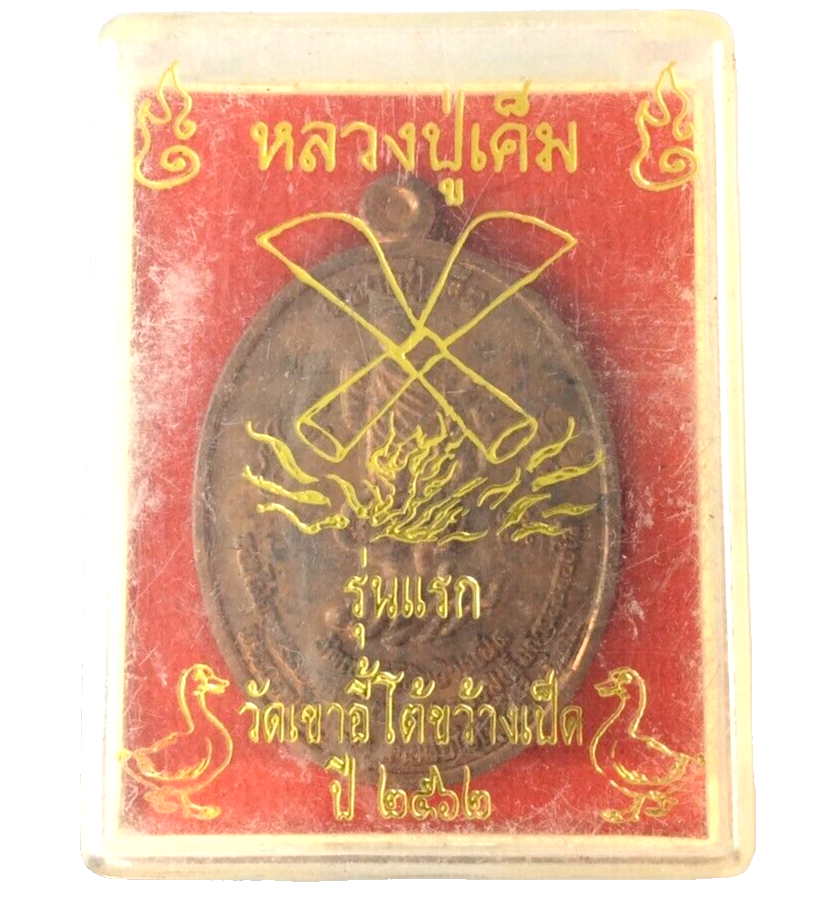 หลวงปู่เค็ม
รุ่นแรก
วัดเขาอีโต้ขว้างเป็ด
ปี ๒๕๖๒